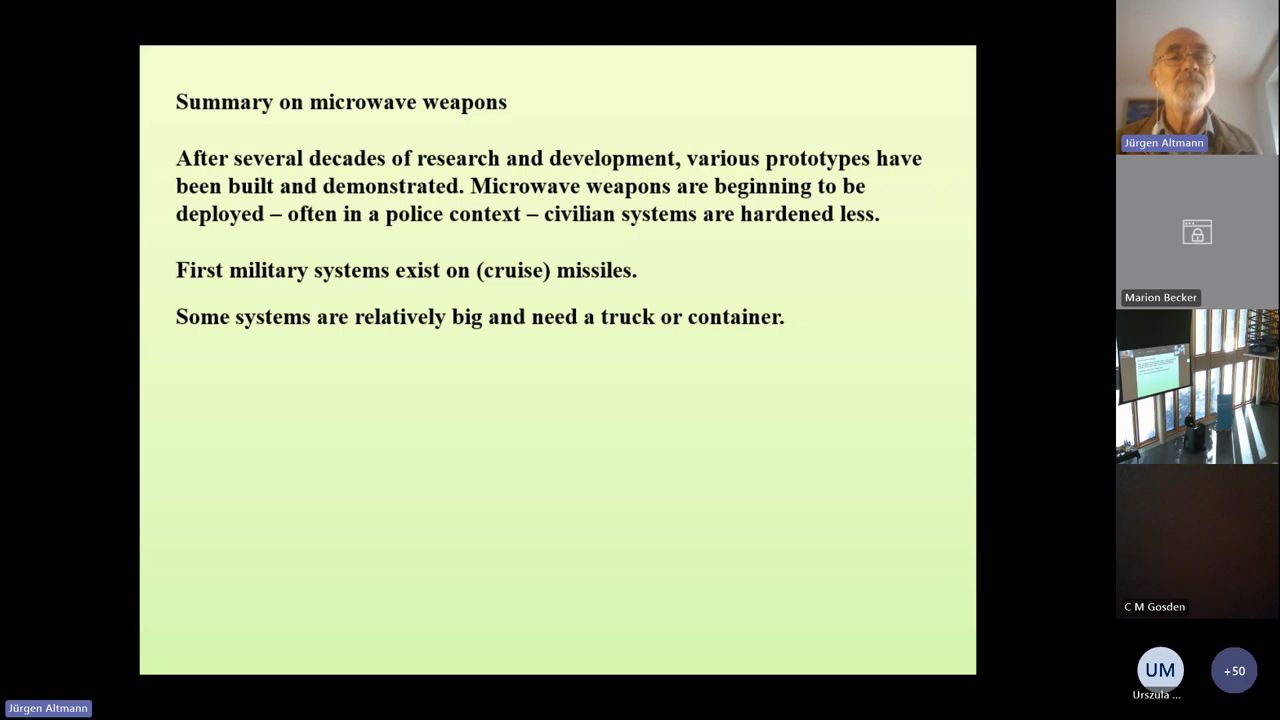 Summary on microwave weapons
After several decades of research and development, various prototypes have
been built and demonstrated. Microwave weapons are beginning to be
deployed – often in a police context – civilian systems are hardened less.
First military systems exist on (cruise) missiles.
Some systems are relatively big and need a truck or container.
Jürgen Altmann
Marion Becker
C M Gosden
UM
Urszula ...
+50
Jürgen Altmann